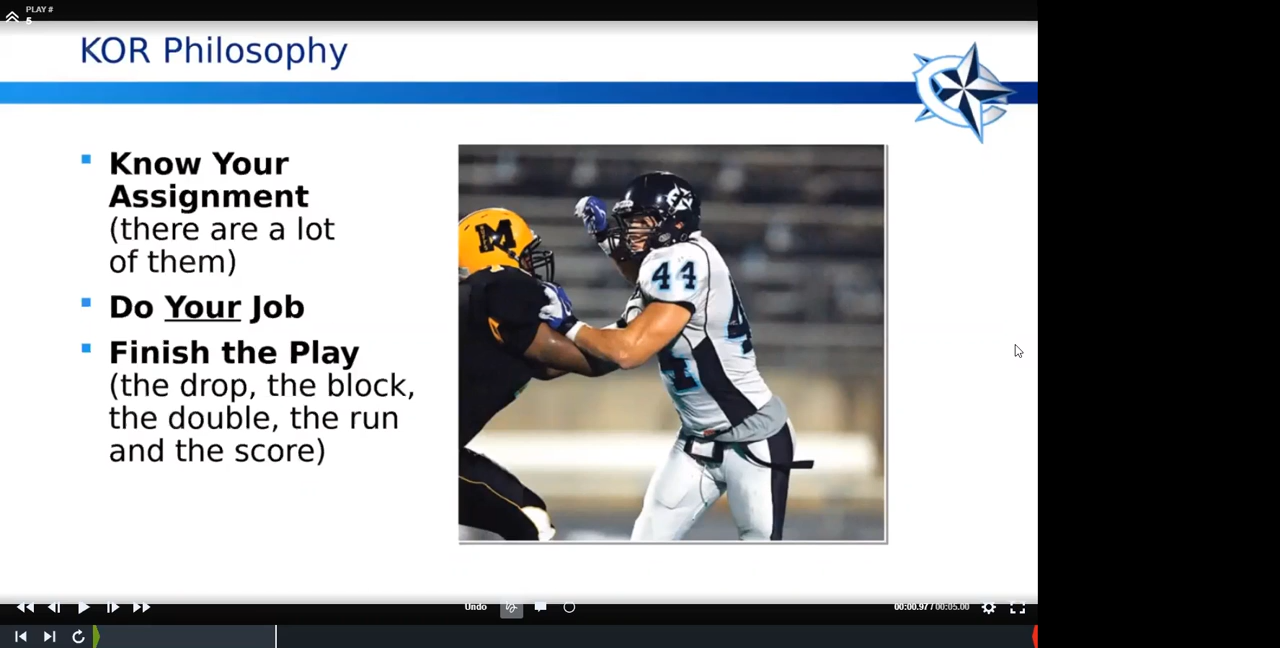 PLAY #
5
KOR Philosophy
Know Your
Assignment
(there are a lot
of them)
Do Your Job
Finish the Play
(the drop, the block,
the double, the run
and the score)
M
44
Undo
00:00.97 / 00:05.00